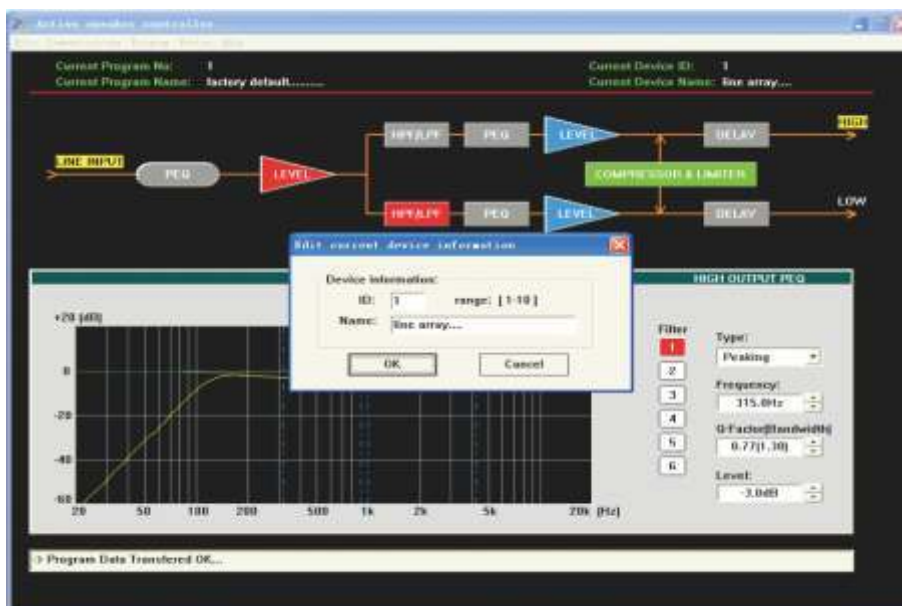 Active speaker controller
Current Program No: 1
Current Program Name: factory default........
Current Device ID: 1
Current Device Name: line array....
LINE INPUT
PEQ
LEVEL
HPF/LPF
PEQ
LEVEL
DELAY
HIGH
COMPRESSOR & LIMITER
HPF/LPF
PEQ
LEVEL
DELAY
LOW
Edit current device information
Device Information:
ID: 1 range: [ 1-10 ]
Name: line array....
OK Cancel
HIGH OUTPUT PEQ
+20 (dB)
0
-20
-40
-60
20 50 100 200 500 1k 2k 5k 20k (Hz)
Filter
1
2
3
4
5
6
Type:
Peaking
Frequency:
315.0Hz
Q-Factor(Bandwidth)
0.77(1.30)
Level:
-3.0dB
-> Program Data Transfered OK...